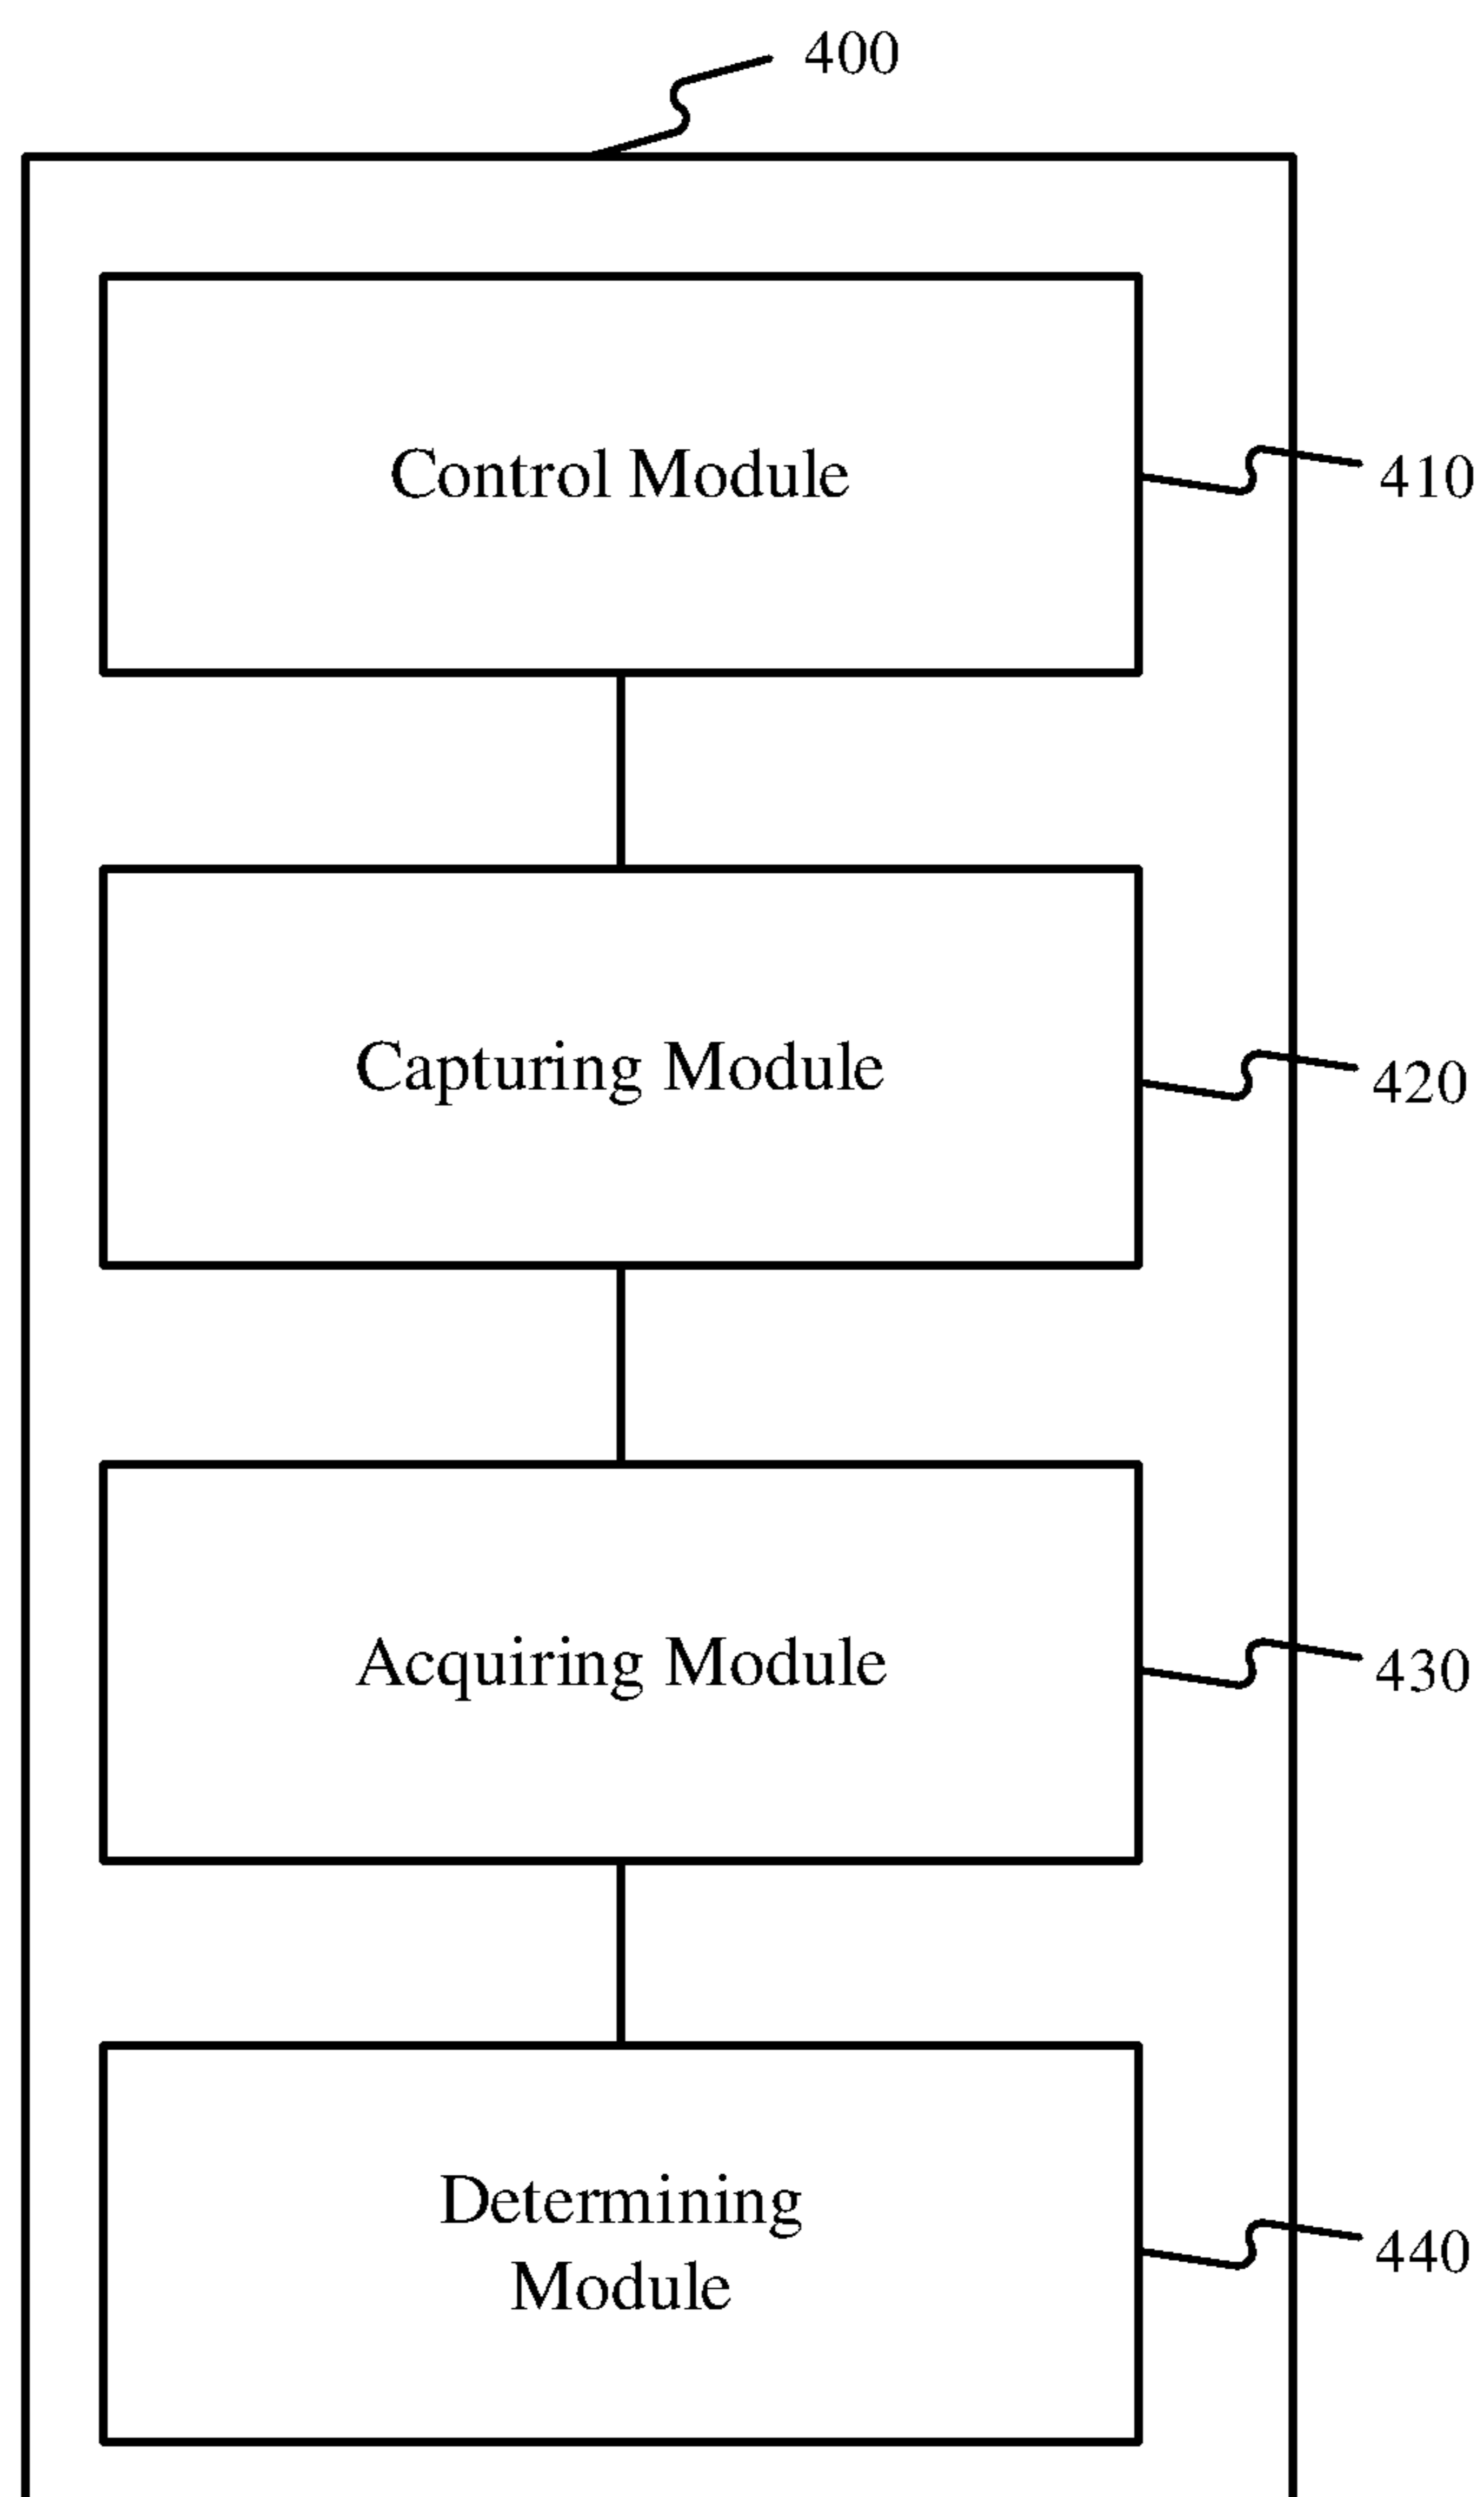 400
Control Module
410
Capturing Module
420
Acquiring Module
430
Determining
Module
440